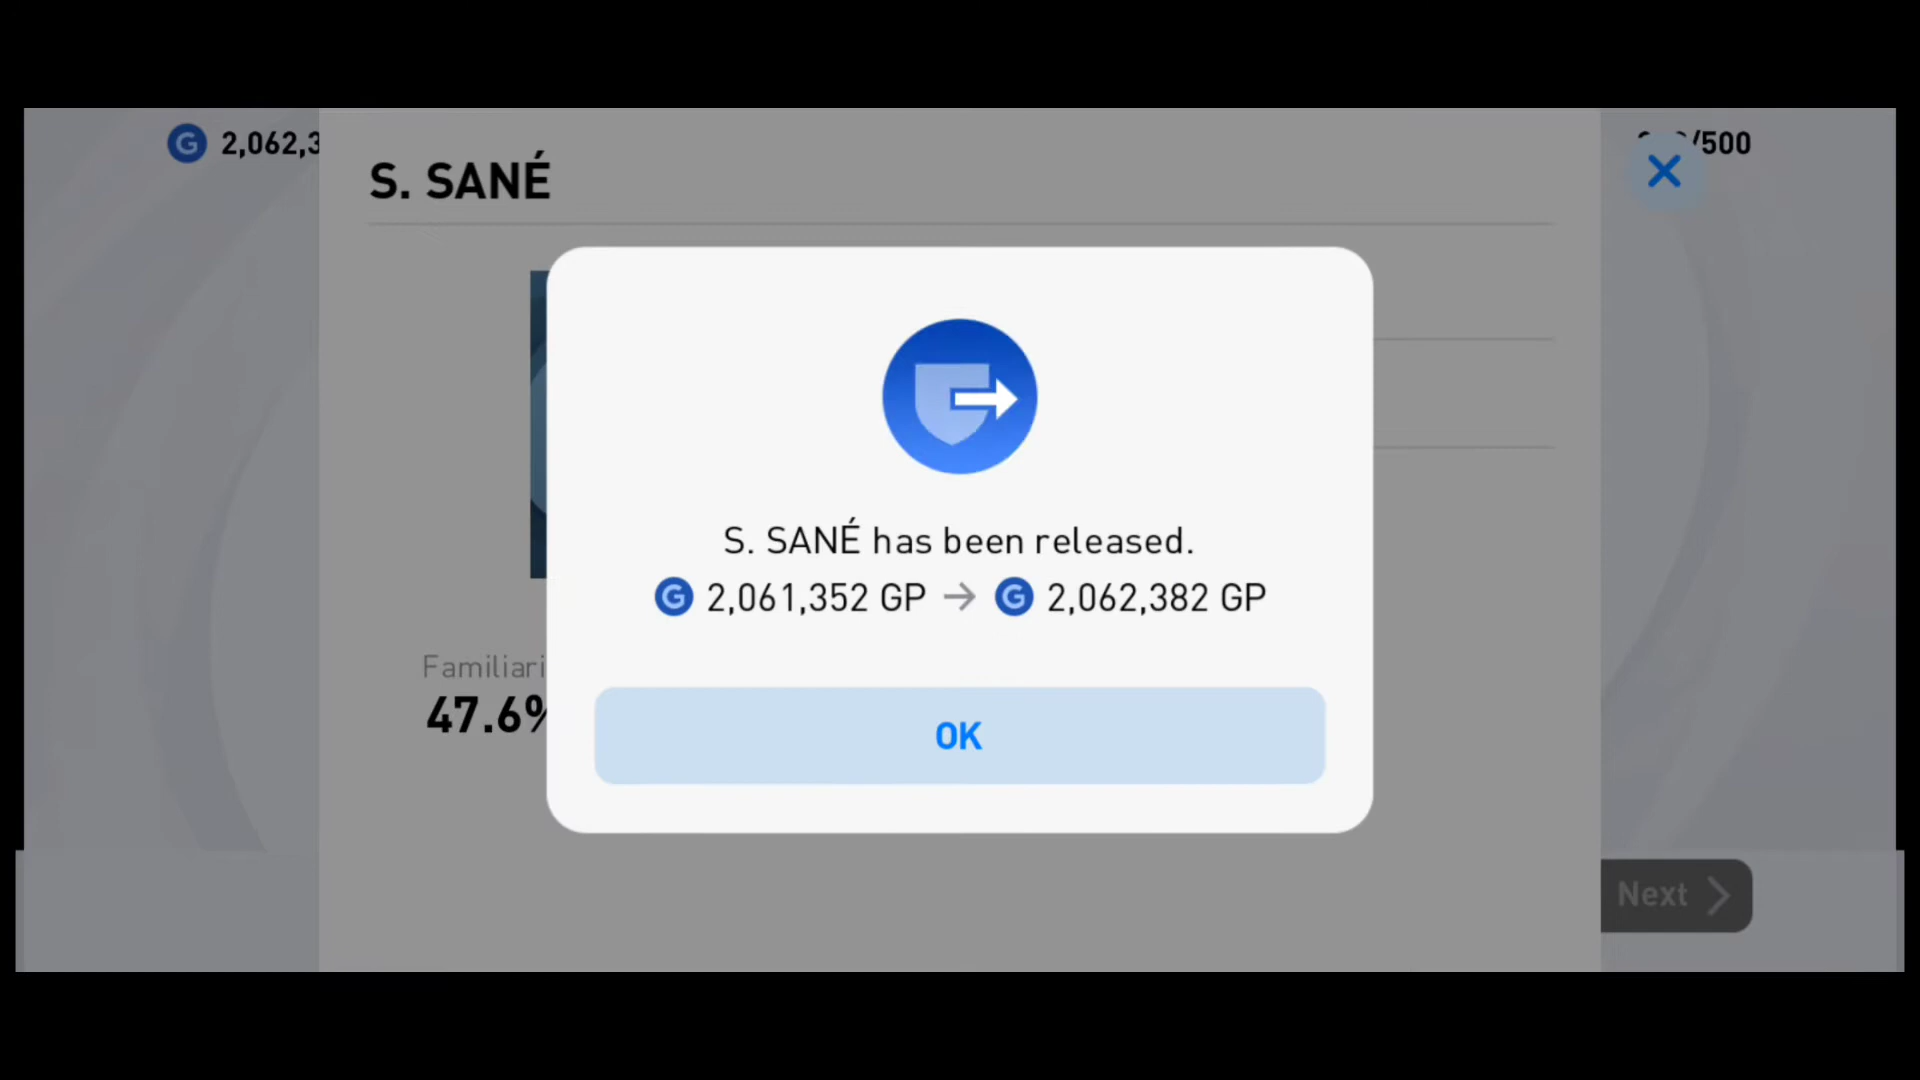 2,062,3
/500
S. SANÉ
S. SANÉ has been released.
2,061,352 GP → 2,062,382 GP
Familiari
47.6%
OK
Next